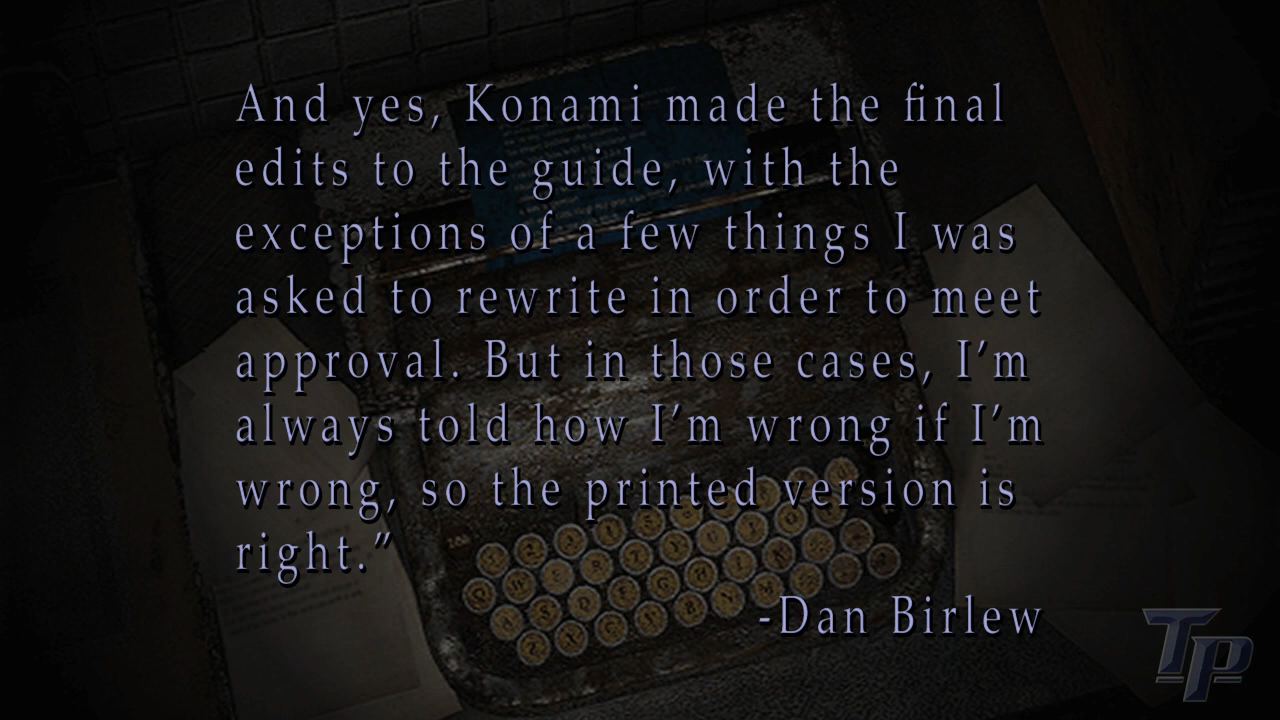 And yes, Konami made the final
edits to the guide, with the
exceptions of a few things I was
asked to rewrite in order to meet
approval. But in those cases, I’m
always told how I’m wrong if I’m
wrong, so the printed version is
right.”
-Dan Birlew
TP